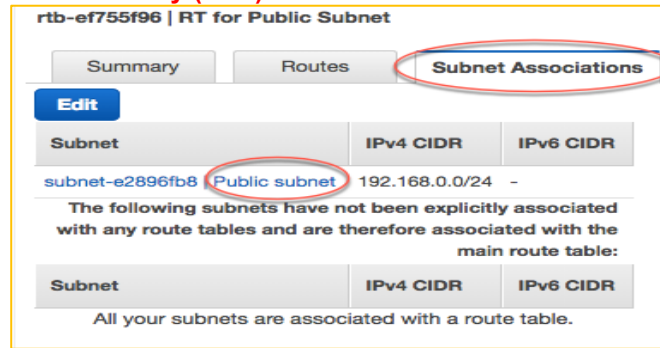 rtb-ef755f96 | RT for Public Subnet
Summary Routes Subnet Associations
Edit
Subnet IPv4 CIDR IPv6 CIDR
subnet-e2896fb8 | Public subnet 192.168.0.0/24 -
The following subnets have not been explicitly associated
with any route tables and are therefore associated with the
main route table:
Subnet IPv4 CIDR IPv6 CIDR
All your subnets are associated with a route table.